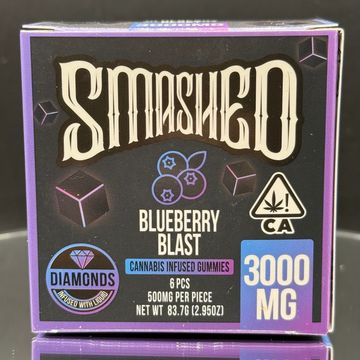 SMASHED
BLUEBERRY
BLAST
CANNABIS INFUSED GUMMIES
6 PCS
500MG PER PIECE
NET WT 83.7G (2.95OZ)
DIAMONDS
INFUSED WITH LIQUID
CA
3000
MG